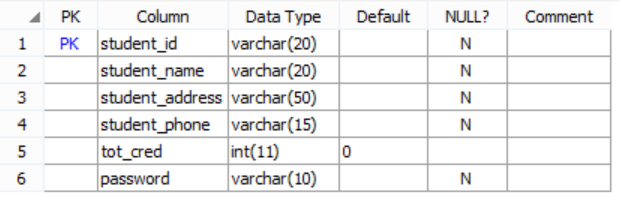 PK Column Data Type Default NULL? Comment
1 PK student_id varchar(20) N
2 student_name varchar(20) N
3 student_address varchar(50) N
4 student_phone varchar(15) N
5 tot_cred int(11) 0
6 password varchar(10) N